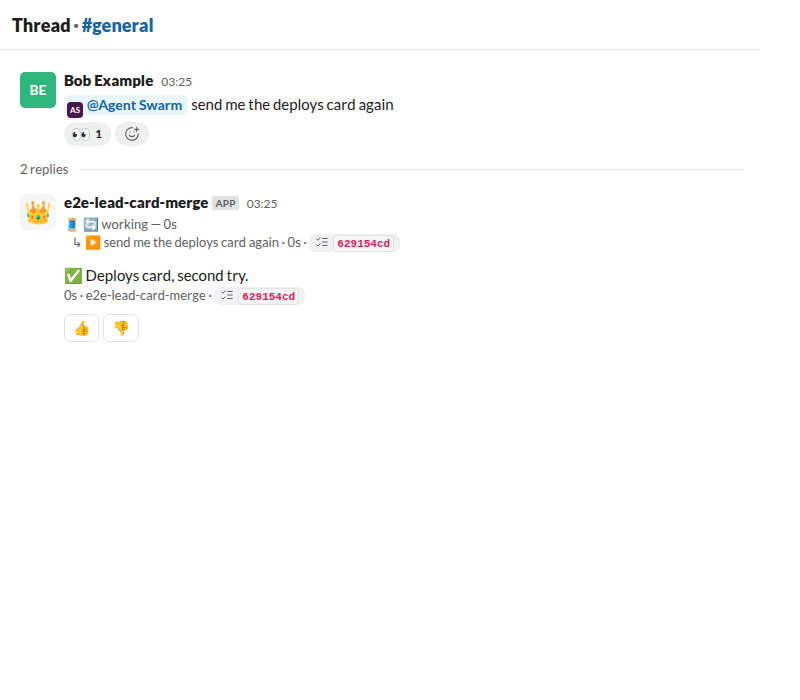 Thread • #general
BE
Bob Example 03:25
AS @Agent Swarm send me the deploys card again
1
2 replies
e2e-lead-card-merge APP 03:25
working — 0s
↳ send me the deploys card again · 0s · 629154cd
Deploys card, second try.
0s · e2e-lead-card-merge · 629154cd